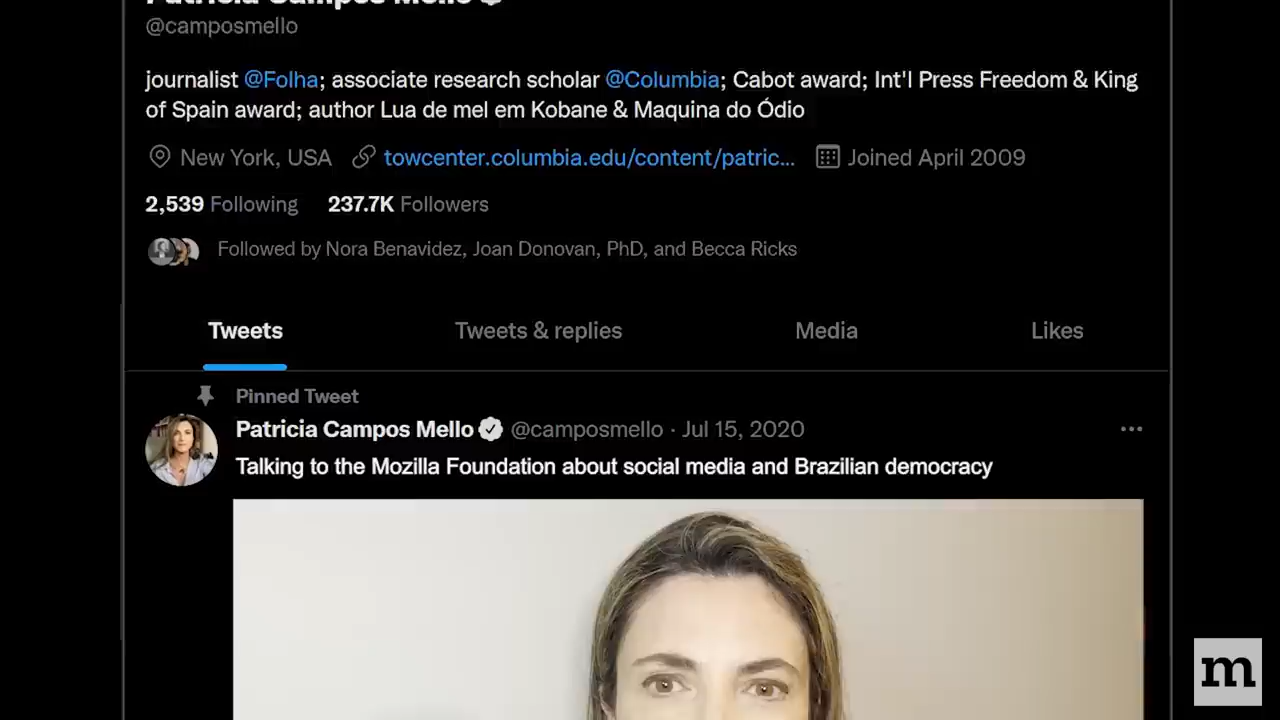 Patricia Campos Mello
@camposmello
journalist @Folha; associate research scholar @Columbia; Cabot award; Int'l Press Freedom & King
of Spain award; author Lua de mel em Kobane & Maquina do Ódio
New York, USA towcenter.columbia.edu/content/patric... Joined April 2009
2,539 Following 237.7K Followers
Followed by Nora Benavidez, Joan Donovan, PhD, and Becca Ricks
Tweets Tweets & replies Media Likes
Pinned Tweet
Patricia Campos Mello @camposmello · Jul 15, 2020
Talking to the Mozilla Foundation about social media and Brazilian democracy
m